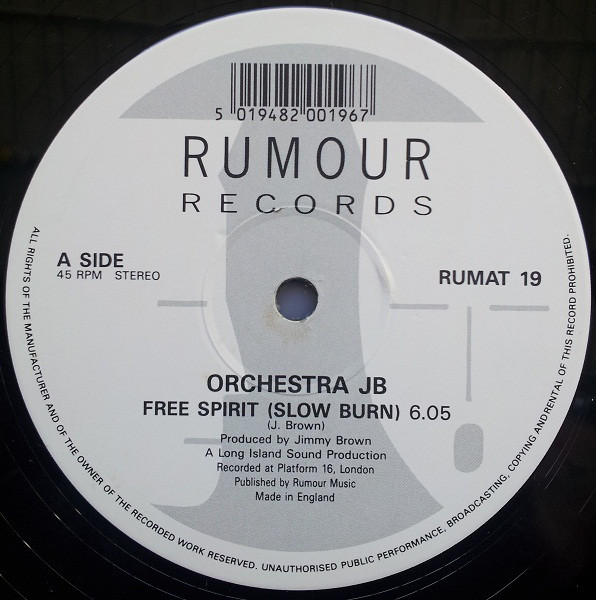 5 019482 001967
RUMOUR
RECORDS
A SIDE
45 RPM STEREO
RUMAT 19
ORCHESTRA JB
FREE SPIRIT (SLOW BURN) 6.05
(J. Brown)
Produced by Jimmy Brown
A Long Island Sound Production
Recorded at Platform 16, London
Published by Rumour Music
Made in England
ALL RIGHTS OF THE MANUFACTURER AND OF THE OWNER OF THE RECORDED WORK RESERVED. UNAUTHORISED PUBLIC PERFORMANCE, BROADCASTING, COPYING ANDRENTAL OF THIS RECORD PROHIBITED.